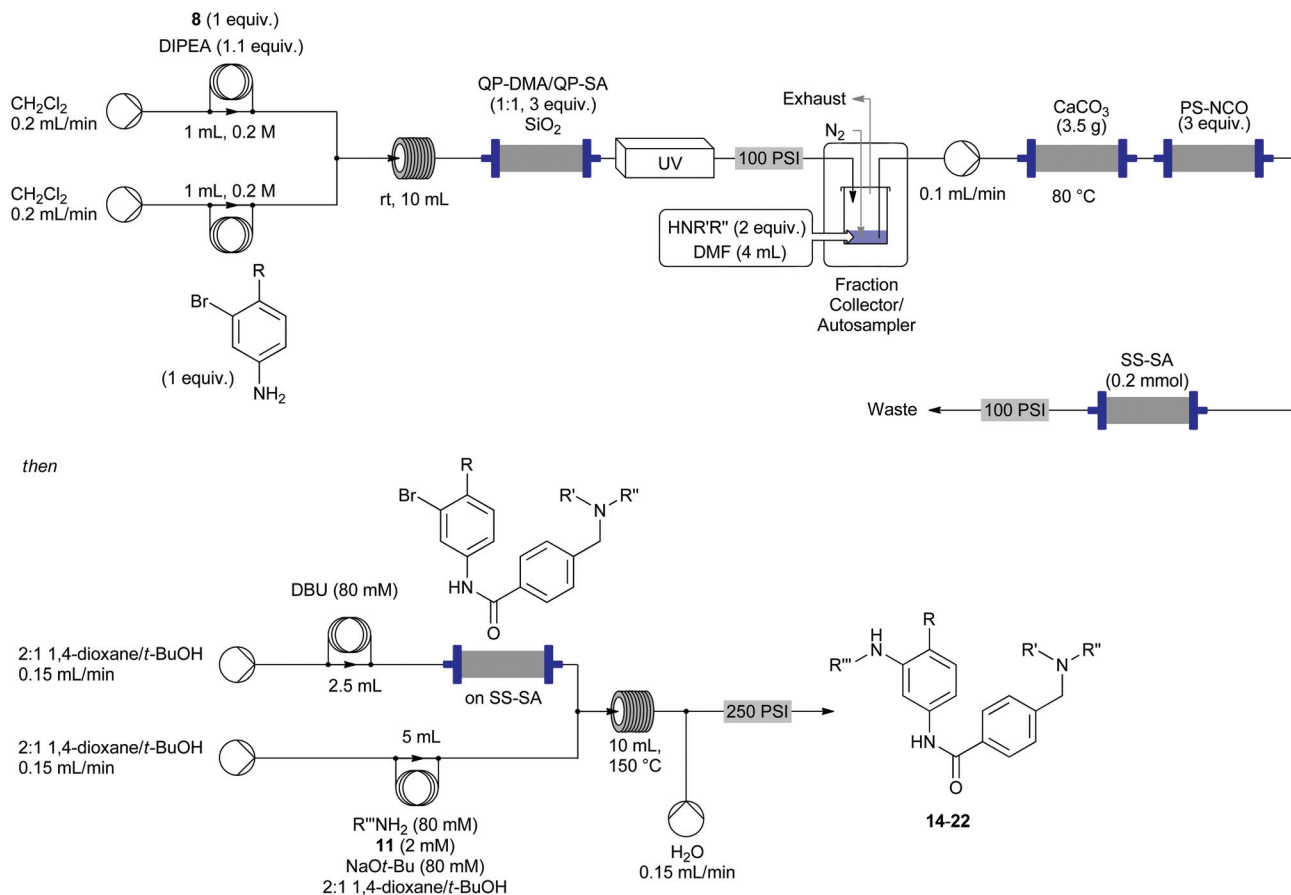 8 (1 equiv.)
DIPEA (1.1 equiv.)
CH2Cl2
0.2 mL/min
1 mL, 0.2 M
CH2Cl2
0.2 mL/min
1 mL, 0.2 M
rt, 10 mL
R
Br
(1 equiv.)
NH2
QP-DMA/QP-SA
(1:1, 3 equiv.)
SiO2
UV
100 PSI
Exhaust
N2
HNR'R" (2 equiv.)
DMF (4 mL)
Fraction
Collector/
Autosampler
0.1 mL/min
CaCO3
(3.5 g)
80 °C
PS-NCO
(3 equiv.)
SS-SA
(0.2 mmol)
100 PSI
Waste
then
R
Br
R'
N
R"
HN
O
DBU (80 mM)
2:1 1,4-dioxane/t-BuOH
0.15 mL/min
2.5 mL
on SS-SA
2:1 1,4-dioxane/t-BuOH
0.15 mL/min
5 mL
R'''NH2 (80 mM)
11 (2 mM)
NaOt-Bu (80 mM)
2:1 1,4-dioxane/t-BuOH
10 mL,
150 °C
H2O
0.15 mL/min
250 PSI
H
N
R'''
R
R'
N
R"
HN
O
14-22